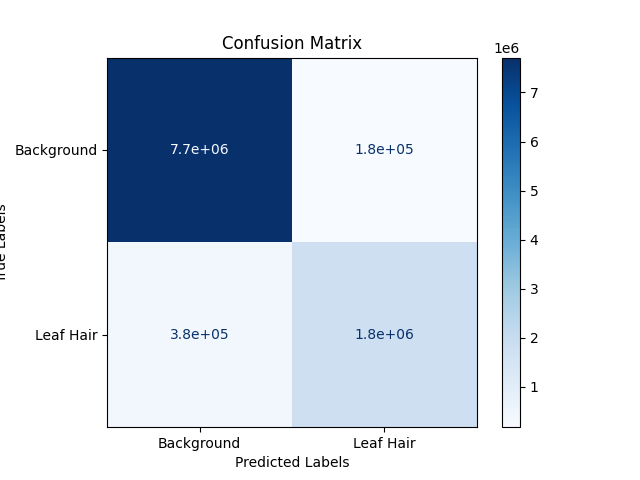 Confusion Matrix
1e6
Background
7.7e+06
1.8e+05
Leaf Hair
3.8e+05
1.8e+06
Background
Leaf Hair
Predicted Labels
Labels
7
6
5
4
3
2
1